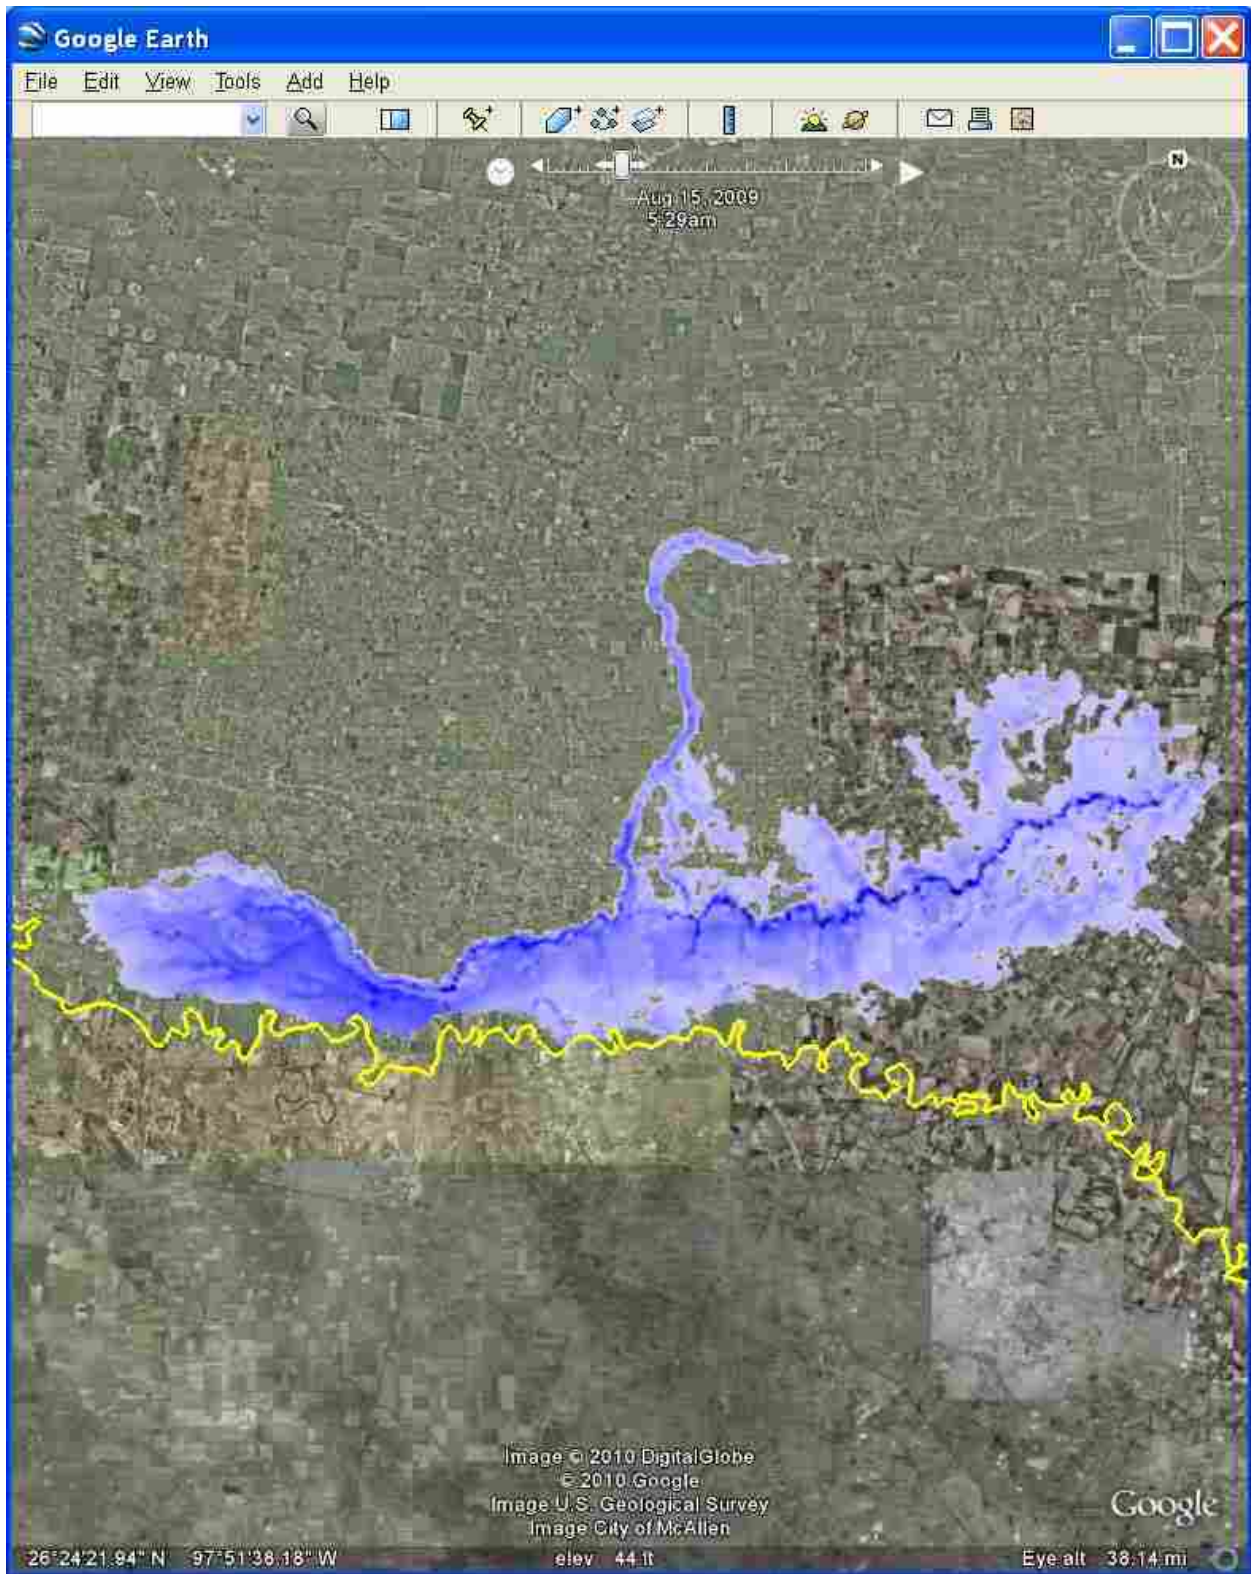 Google Earth
File Edit View Tools Add Help
N
Aug 15, 2009
5:29am
Image © 2010 DigitalGlobe
© 2010 Google
Image U.S. Geological Survey
Image City of McAllen
Google
26°24'21.94" N 97°51'38.18" W elev 44 ft Eye alt 38.14 mi